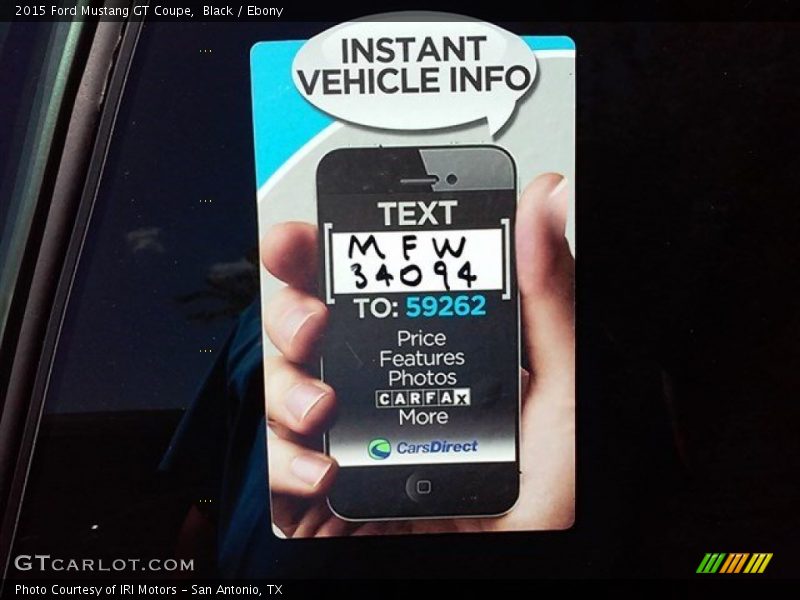 2015 Ford Mustang GT Coupe, Black / Ebony
INSTANT
VEHICLE INFO
TEXT
MFW
34094
TO: 59262
Price
Features
Photos
CARFAX
More
CarsDirect
GTCARLOT.COM
Photo Courtesy of IRI Motors - San Antonio, TX